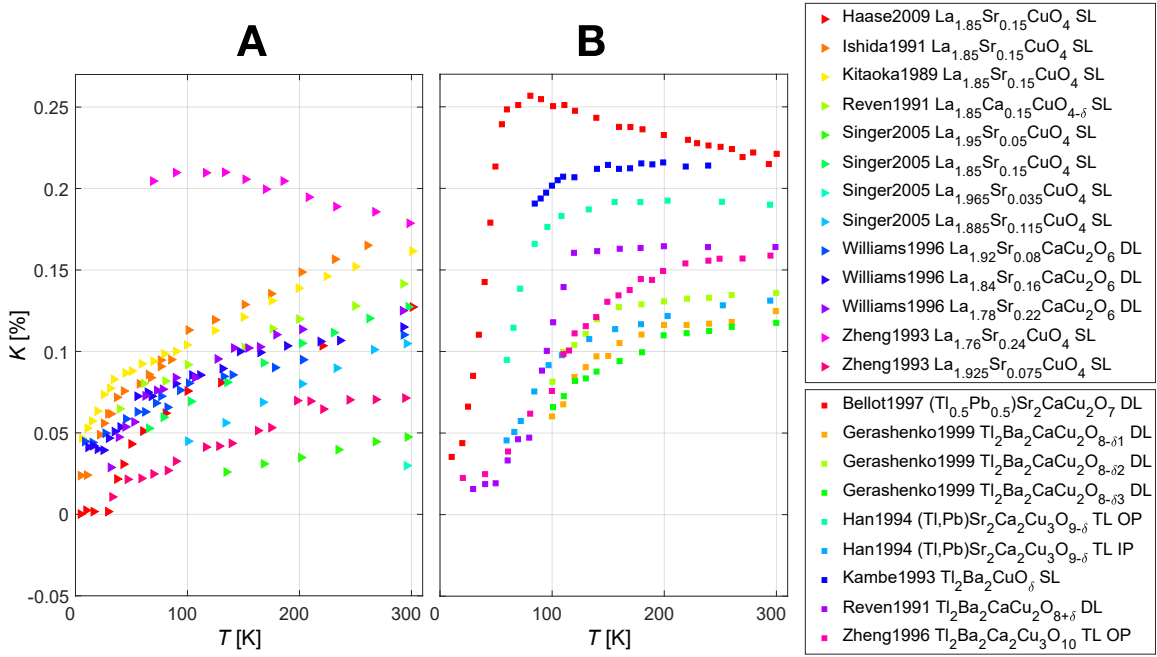 A
B
K [%]
0.25
0.2
0.15
0.1
0.05
0
-0.05
0 100 200 300
0 100 200 300
T [K]
T [K]
Haase2009 La1.85Sr0.15CuO4 SL
Ishida1991 La1.85Sr0.15CuO4 SL
Kitaoka1989 La1.85Sr0.15CuO4 SL
Reven1991 La1.85Ca0.15CuO4-δ SL
Singer2005 La1.95Sr0.05CuO4 SL
Singer2005 La1.85Sr0.15CuO4 SL
Singer2005 La1.965Sr0.035CuO4 SL
Singer2005 La1.885Sr0.115CuO4 SL
Williams1996 La1.92Sr0.08CaCu2O6 DL
Williams1996 La1.84Sr0.16CaCu2O6 DL
Williams1996 La1.78Sr0.22CaCu2O6 DL
Zheng1993 La1.76Sr0.24CuO4 SL
Zheng1993 La1.925Sr0.075CuO4 SL
Bellot1997 (Tl0.5Pb0.5)Sr2CaCu2O7 DL
Gerashenko1999 Tl2Ba2CaCu2O8-δ1 DL
Gerashenko1999 Tl2Ba2CaCu2O8-δ2 DL
Gerashenko1999 Tl2Ba2CaCu2O8-δ3 DL
Han1994 (Tl,Pb)Sr2Ca2Cu3O9-δ TL OP
Han1994 (Tl,Pb)Sr2Ca2Cu3O9-δ TL IP
Kambe1993 Tl2Ba2CuOδ SL
Reven1991 Tl2Ba2CaCu2O8+δ DL
Zheng1996 Tl2Ba2Ca2Cu3O10 TL OP